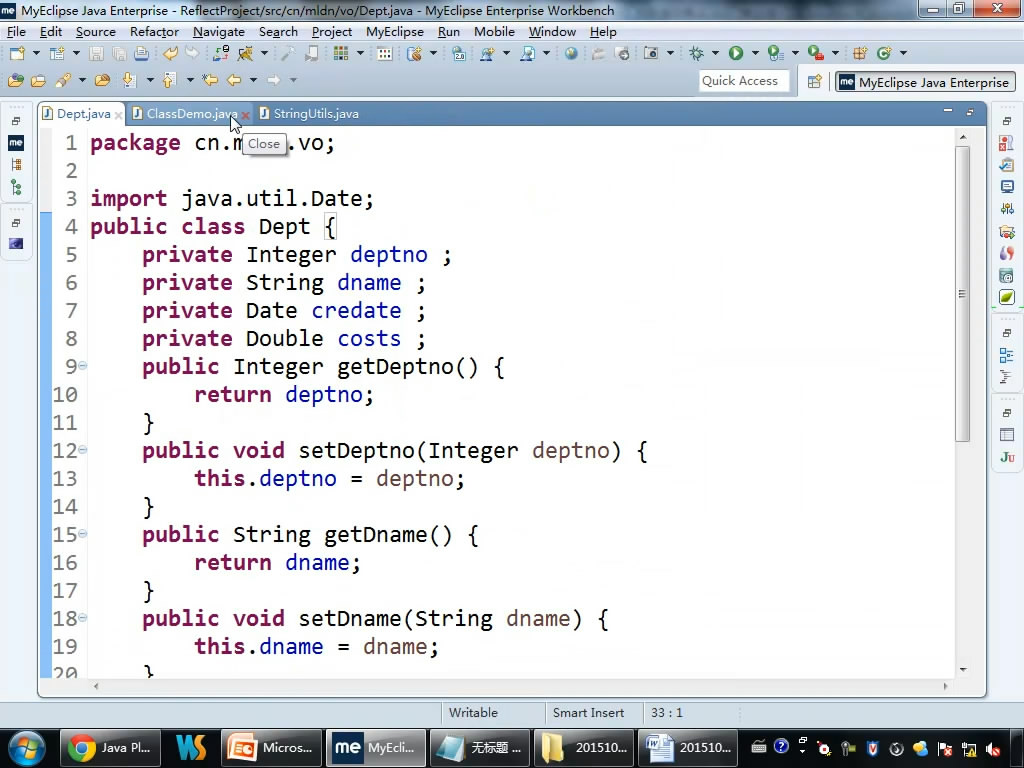 MyEclipse Java Enterprise - ReflectProject/src/cn/mldn/vo/Dept.java - MyEclipse Enterprise Workbench
File Edit Source Refactor Navigate Search Project MyEclipse Run Mobile Window Help
Quick Access
me MyEclipse Java Enterprise
Dept.java ClassDemo.java StringUtils.java
Close
1 package cn.m .vo;
2
3 import java.util.Date;
4 public class Dept {
5 private Integer deptno ;
6 private String dname ;
7 private Date credate ;
8 private Double costs ;
9 public Integer getDeptno() {
10 return deptno;
11 }
12 public void setDeptno(Integer deptno) {
13 this.deptno = deptno;
14 }
15 public String getDname() {
16 return dname;
17 }
18 public void setDname(String dname) {
19 this.dname = dname;
20 }
Writable Smart Insert 33 : 1
Java Pl... Micros... me MyEcli... 无标题 ... 201510... 201510...